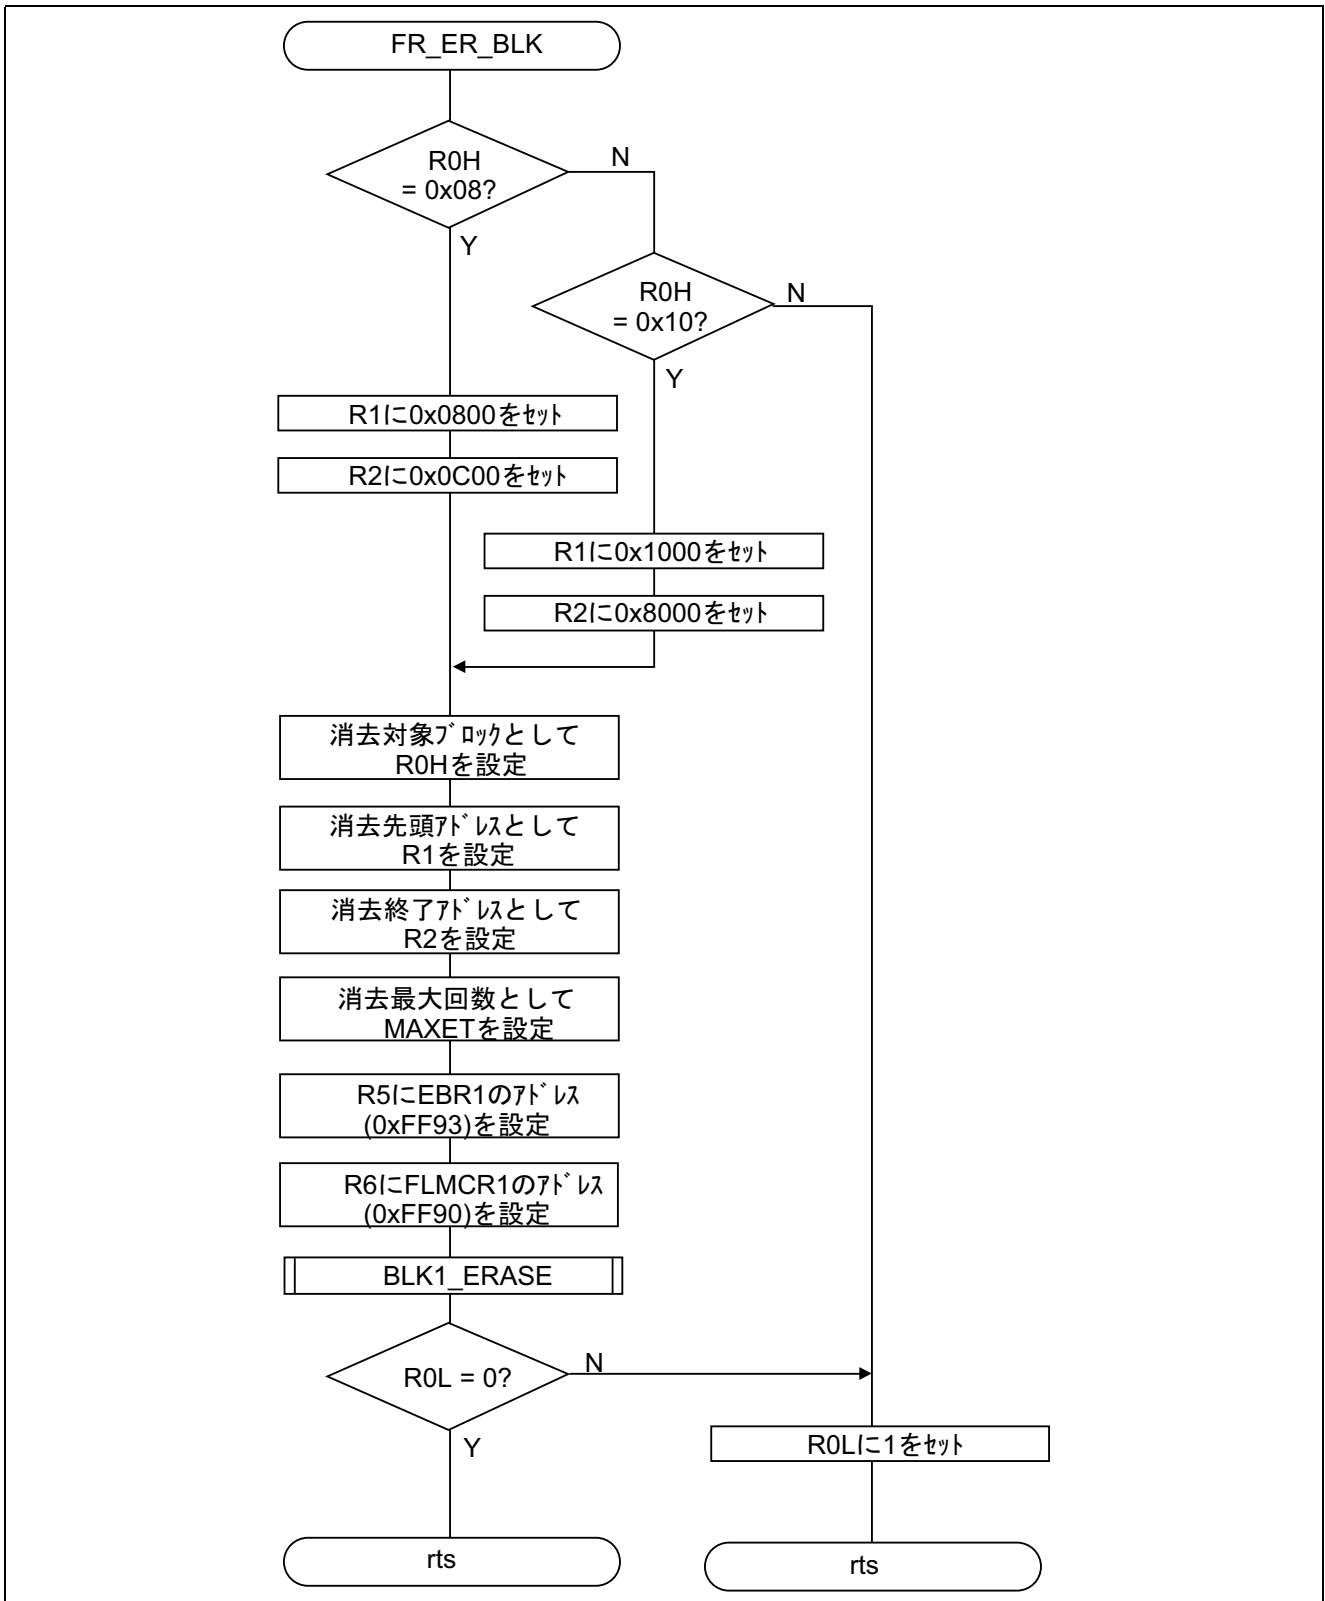 FR_ER_BLK
R0H
= 0x08?
N
Y
R0H
= 0x10?
N
Y
R1に0x0800をｾｯﾄ
R2に0x0C00をｾｯﾄ
R1に0x1000をｾｯﾄ
R2に0x8000をｾｯﾄ
消去対象ﾌﾞﾛｯｸとして
R0Hを設定
消去先頭ｱﾄﾞﾚｽとして
R1を設定
消去終了ｱﾄﾞﾚｽとして
R2を設定
消去最大回数として
MAXETを設定
R5にEBR1のｱﾄﾞﾚｽ
(0xFF93)を設定
R6にFLMCR1のｱﾄﾞﾚｽ
(0xFF90)を設定
BLK1_ERASE
R0L = 0?
N
Y
R0Lに1をｾｯﾄ
rts
rts